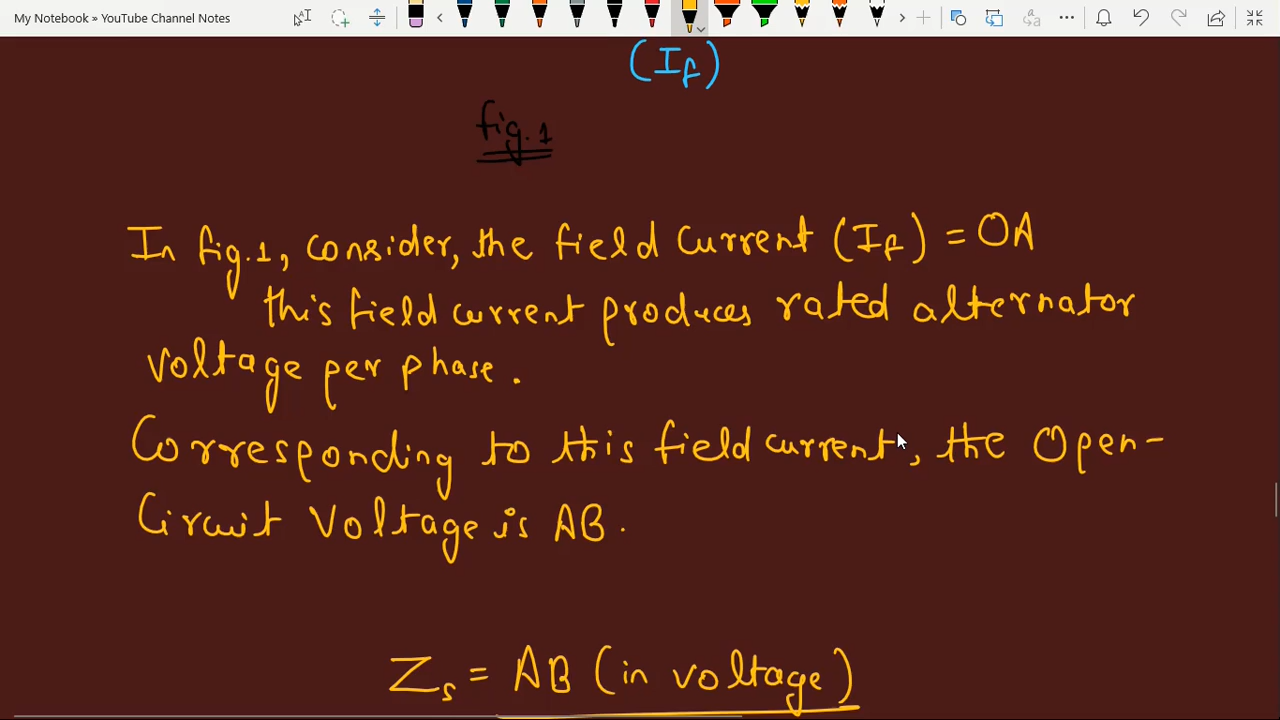 My Notebook » YouTube Channel Notes
(If)
fig.1
In fig.1, consider, the field current (If) = OA
this field current produces rated alternator
voltage per phase.
Corresponding to this field current, the Open-
Circuit Voltage is AB.
Zs = AB (in voltage)